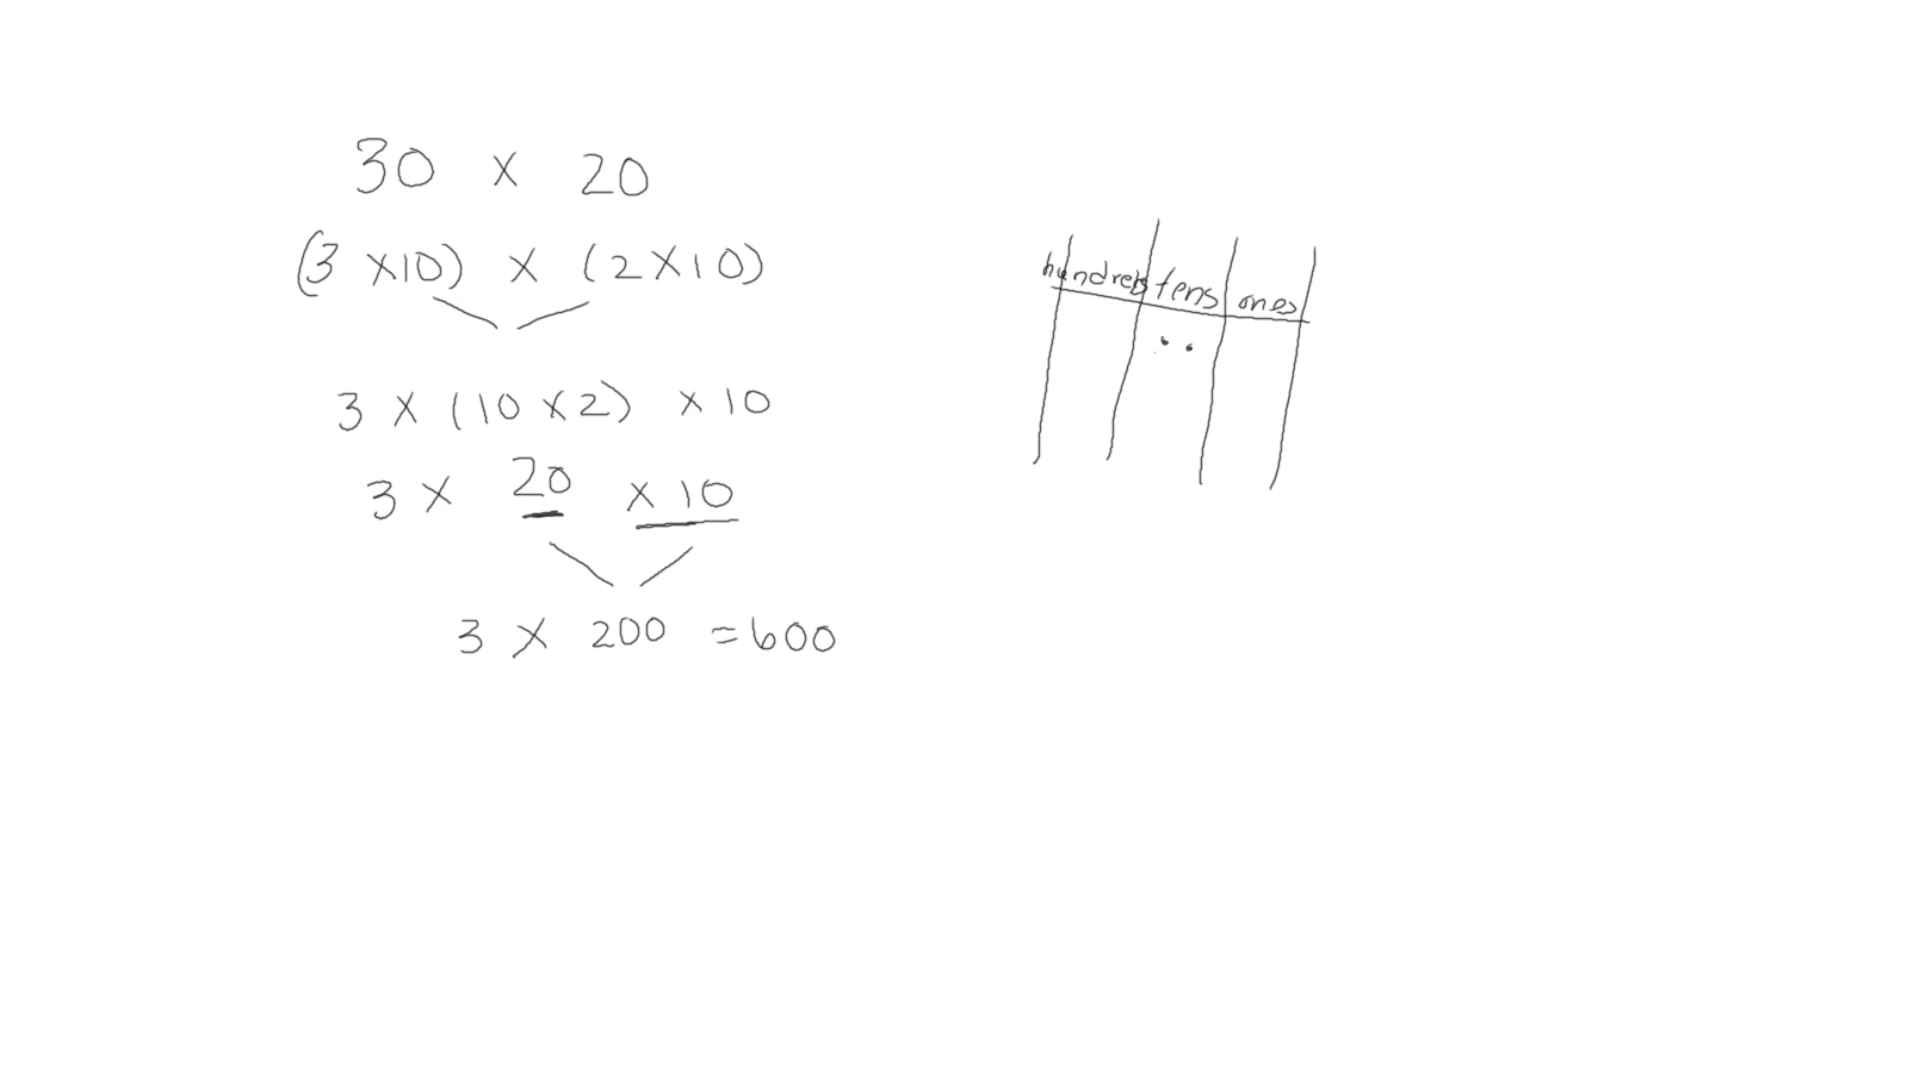 30 x 20
(3 x10) x (2x10)
3 x (10 x2) x 10
3 x 20 x 10
3 x 200 = 600
hundreds tens ones